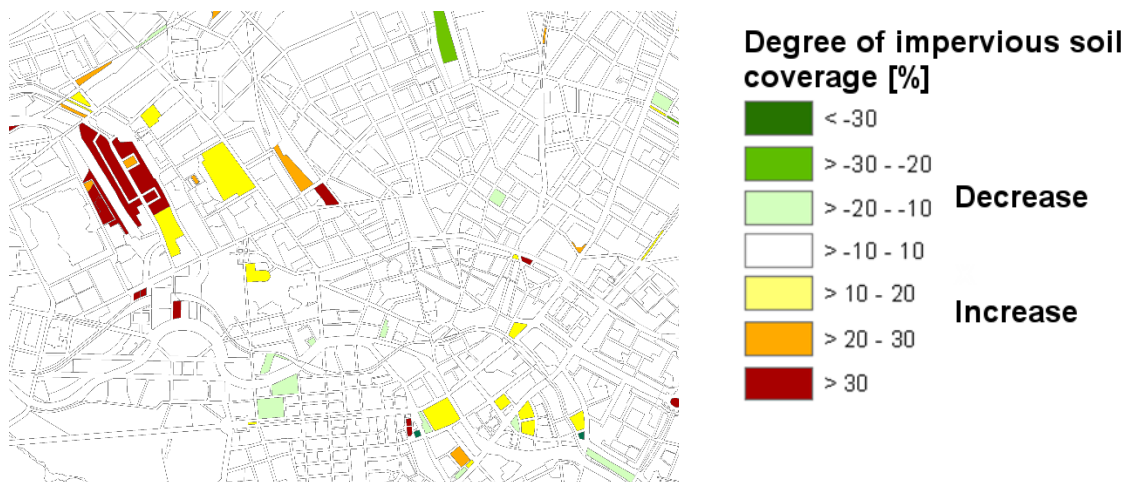 Degree of impervious soil
coverage [%]
< -30
> -30 - -20
> -20 - -10
Decrease
> -10 - 10
> 10 - 20
Increase
> 20 - 30
> 30